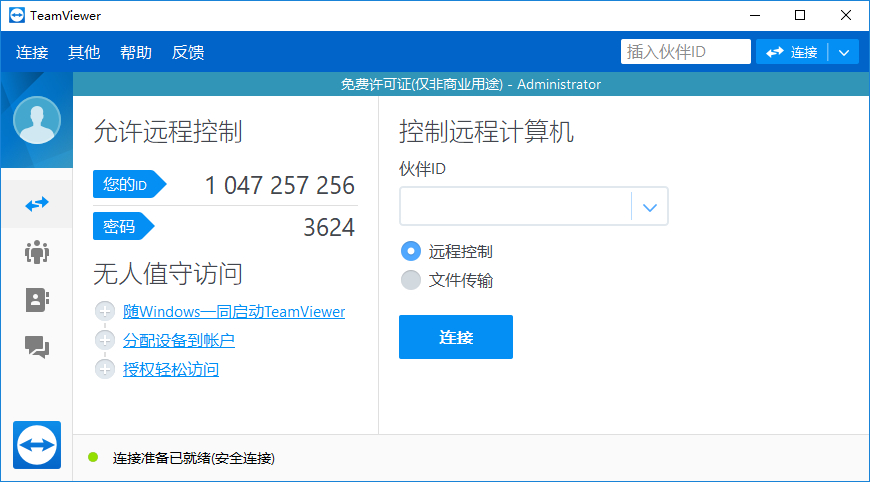 TeamViewer
连接 其他 帮助 反馈
插入伙伴ID 连接
免费许可证(仅非商业用途) - Administrator
允许远程控制
您的ID 1 047 257 256
密码 3624
无人值守访问
随Windows一同启动TeamViewer
分配设备到帐户
授权轻松访问
控制远程计算机
伙伴ID
远程控制
文件传输
连接
连接准备已就绪(安全连接)